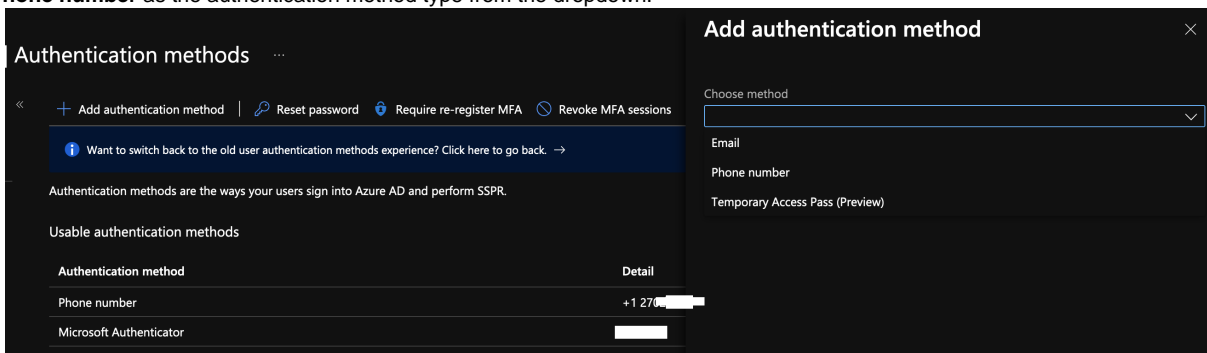 as the authentication method type from the dropdown.
Authentication methods ...
+ Add authentication method | Reset password Require re-register MFA Revoke MFA sessions
Want to switch back to the old user authentication methods experience? Click here to go back. →
Authentication methods are the ways your users sign into Azure AD and perform SSPR.
Usable authentication methods
Authentication method Detail
Phone number +1 270
Microsoft Authenticator
Add authentication method
Choose method
Email
Phone number
Temporary Access Pass (Preview)